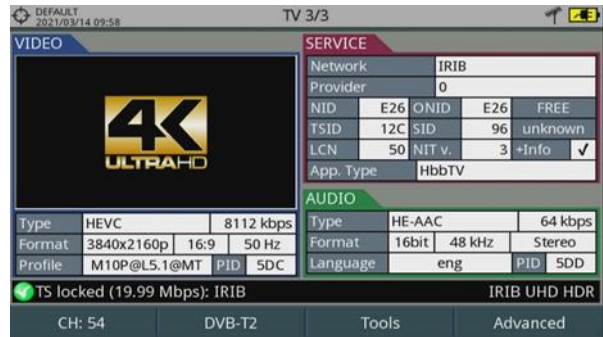 DEFAULT
2021/03/14 09:58
TV 3/3
VIDEO
4K
ULTRAHD
Type HEVC 8112 kbps
Format 3840x2160p 16:9 50 Hz
Profile M10P@L5.1@MT PID 5DC
SERVICE
Network IRIB
Provider 0
NID E26 ONID E26 FREE
TSID 12C SID 96 unknown
LCN 50 NIT v. 3 +Info ✓
App. Type HbbTV
AUDIO
Type HE-AAC 64 kbps
Format 16bit 48 kHz Stereo
Language eng PID 5DD
TS locked (19.99 Mbps): IRIB IRIB UHD HDR
CH: 54 DVB-T2 Tools Advanced